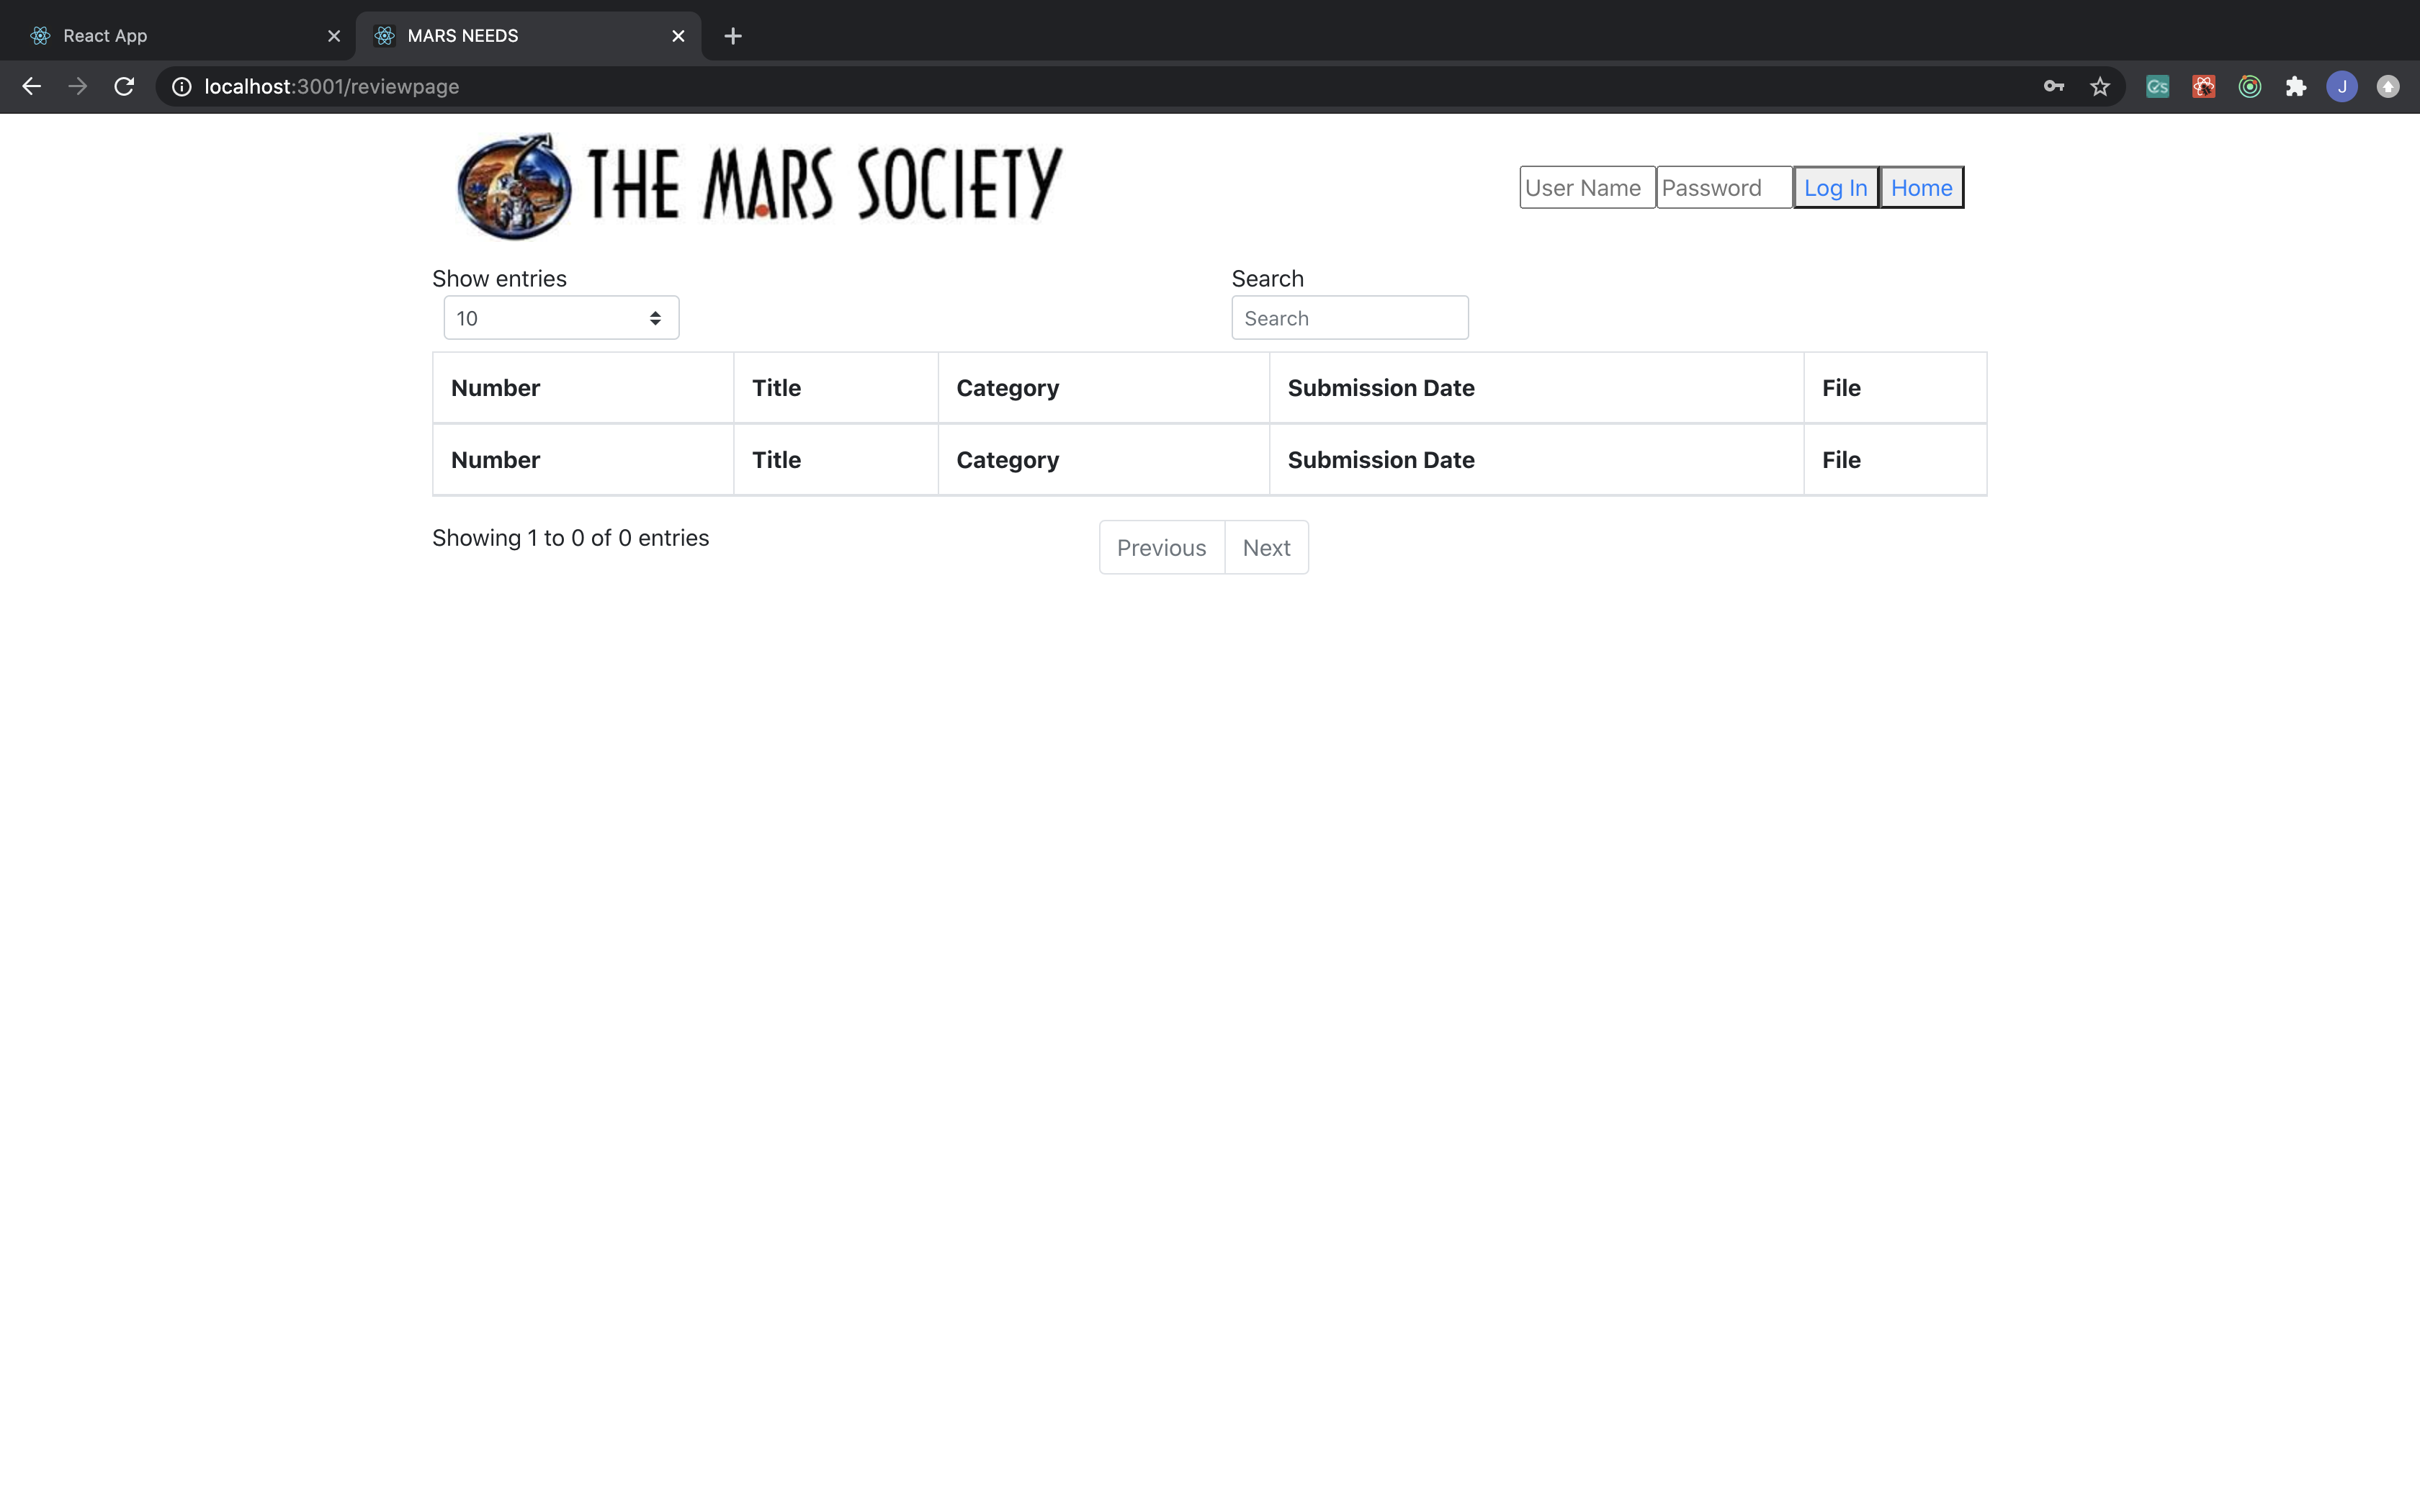 React App
MARS NEEDS
localhost:3001/reviewpage
J
THE MARS SOCIETY
User Name Password Log In Home
Show entries Search
10 Search
Number Title Category Submission Date File
Number Title Category Submission Date File
Showing 1 to 0 of 0 entries Previous Next